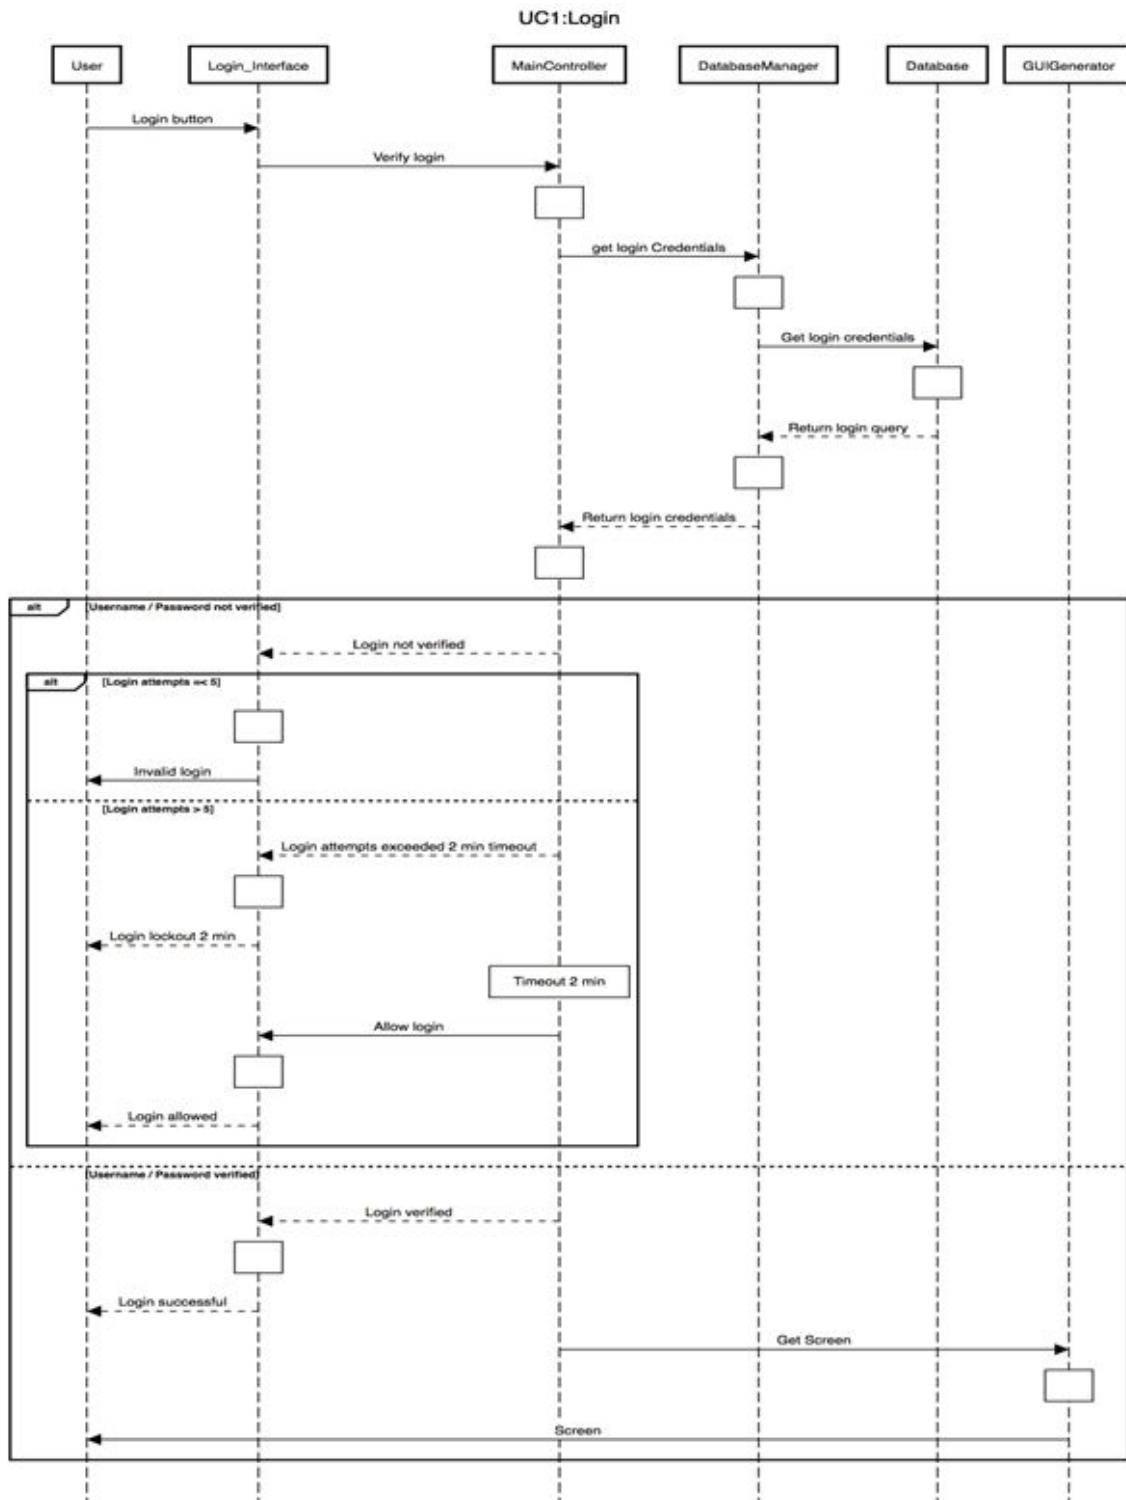 UC1:Login
User
Login_Interface
MainController
DatabaseManager
Database
GUIGenerator
Login button
Verify login
get login Credentials
Get login credentials
Return login query
Return login credentials
alt
[Username / Password not verified]
Login not verified
alt
[Login attempts =< 5]
Invalid login
[Login attempts > 5]
Login attempts exceeded 2 min timeout
Login lockout 2 min
Timeout 2 min
Allow login
Login allowed
[Username / Password verified]
Login verified
Login successful
Get Screen
Screen